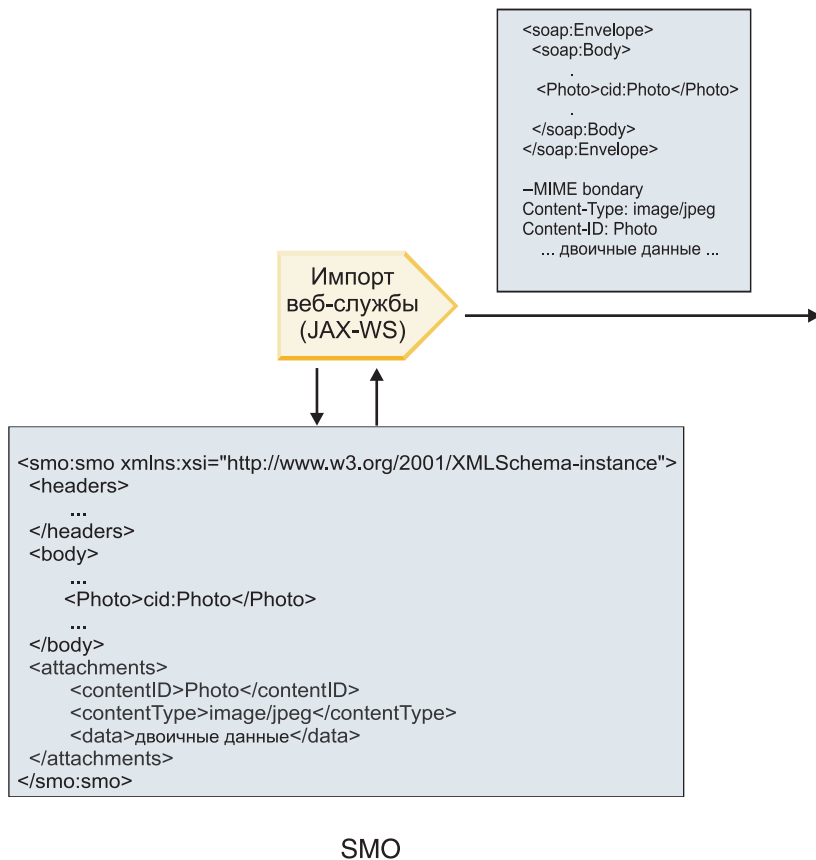 <soap:Envelope>
<soap:Body>
.
<Photo>cid:Photo</Photo>
.
</soap:Body>
</soap:Envelope>
–MIME bondary
Content-Type: image/jpeg
Content-ID: Photo
... двоичные данные ...
Импорт
веб-службы
(JAX-WS)
<smo:smo xmlns:xsi="http://www.w3.org/2001/XMLSchema-instance">
<headers>
...
</headers>
<body>
...
<Photo>cid:Photo</Photo>
...
</body>
<attachments>
<contentID>Photo</contentID>
<contentType>image/jpeg</contentType>
<data>двоичные данные</data>
</attachments>
</smo:smo>
SMO